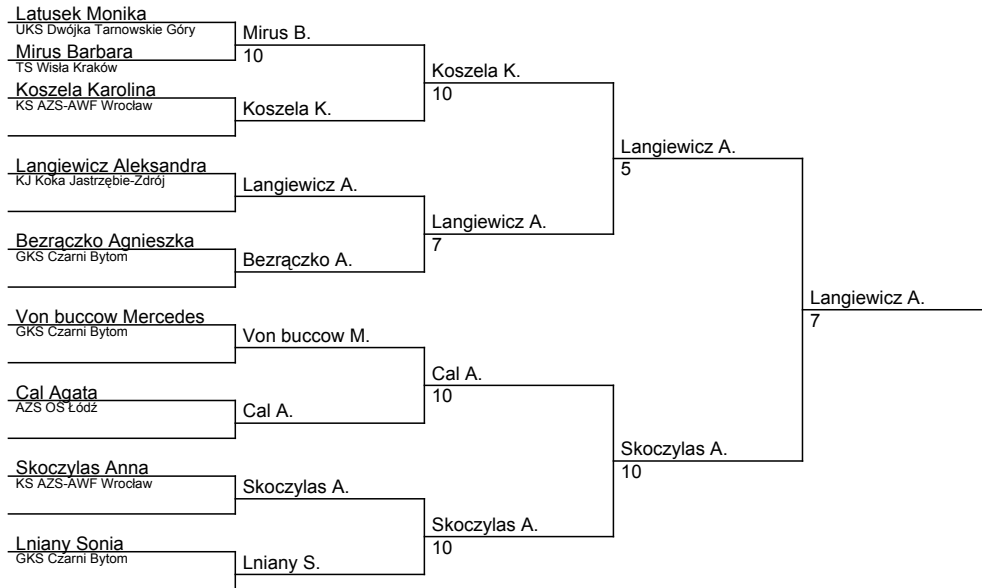 Latusek Monika
UKS Dwójka Tarnowskie Góry
Mirus B.
10
Mirus Barbara
TS Wisła Kraków
Koszela K.
10
Koszela Karolina
KS AZS-AWF Wrocław
Koszela K.
Langiewicz A.
5
Langiewicz Aleksandra
KJ Koka Jastrzębie-Zdrój
Langiewicz A.
Langiewicz A.
7
Bezrączko Agnieszka
GKS Czarni Bytom
Bezrączko A.
Langiewicz A.
7
Von buccow Mercedes
GKS Czarni Bytom
Von buccow M.
Cal A.
10
Cal Agata
AZS OS Łódź
Cal A.
Skoczylas A.
10
Skoczylas Anna
KS AZS-AWF Wrocław
Skoczylas A.
Skoczylas A.
10
Lniany Sonia
GKS Czarni Bytom
Lniany S.